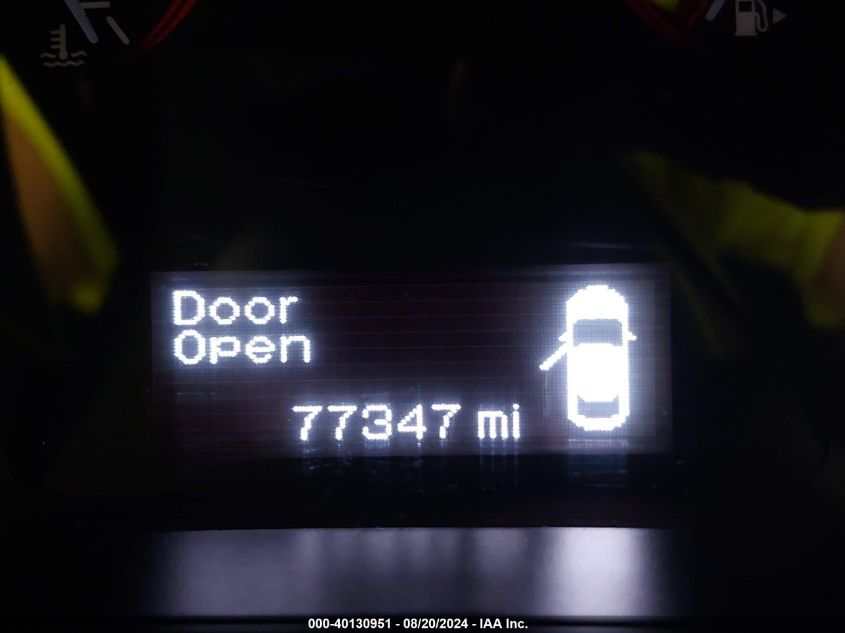 Door
Open
77347 mi
000-40130951 - 08/20/2024 - IAA Inc.